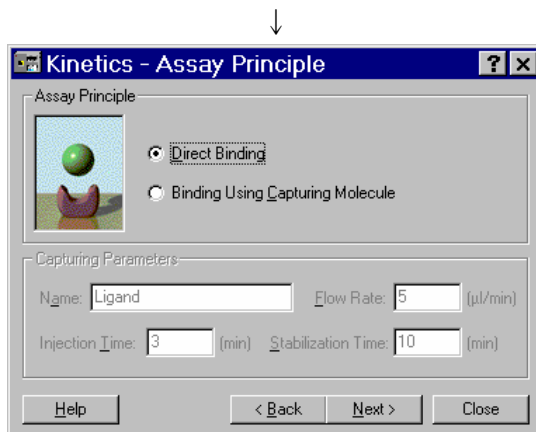 Kinetics - Assay Principle
Assay Principle
Direct Binding
Binding Using Capturing Molecule
Capturing Parameters
Name: Ligand Flow Rate: 5 (µl/min)
Injection Time: 3 (min) Stabilization Time: 10 (min)
Help < Back Next > Close